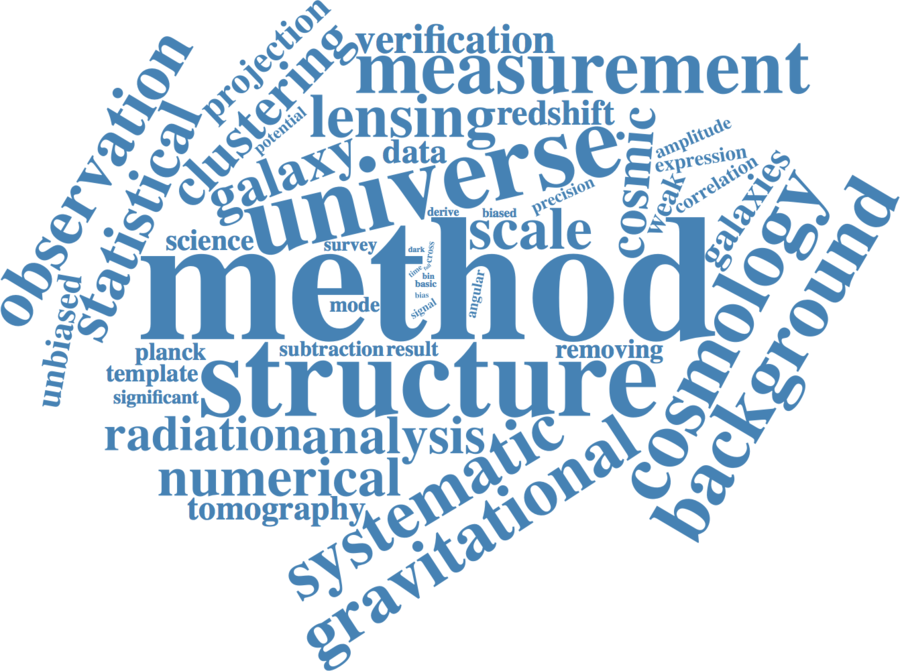 projection
verification
observation
clustering
measurement
potential
lensing
redshift
statistical
galaxy
data
universe
cosmic
amplitude
expression
correlation
weak
precision
galaxies
derive
biased
science
survey
scale
cosmology
background
method
dark
cross
time
bin
basic
bias
signal
angular
mode
unbiased
planck
subtraction
result
removing
template
structure
significant
radiation
analysis
systematic
numerical
gravitational
tomography